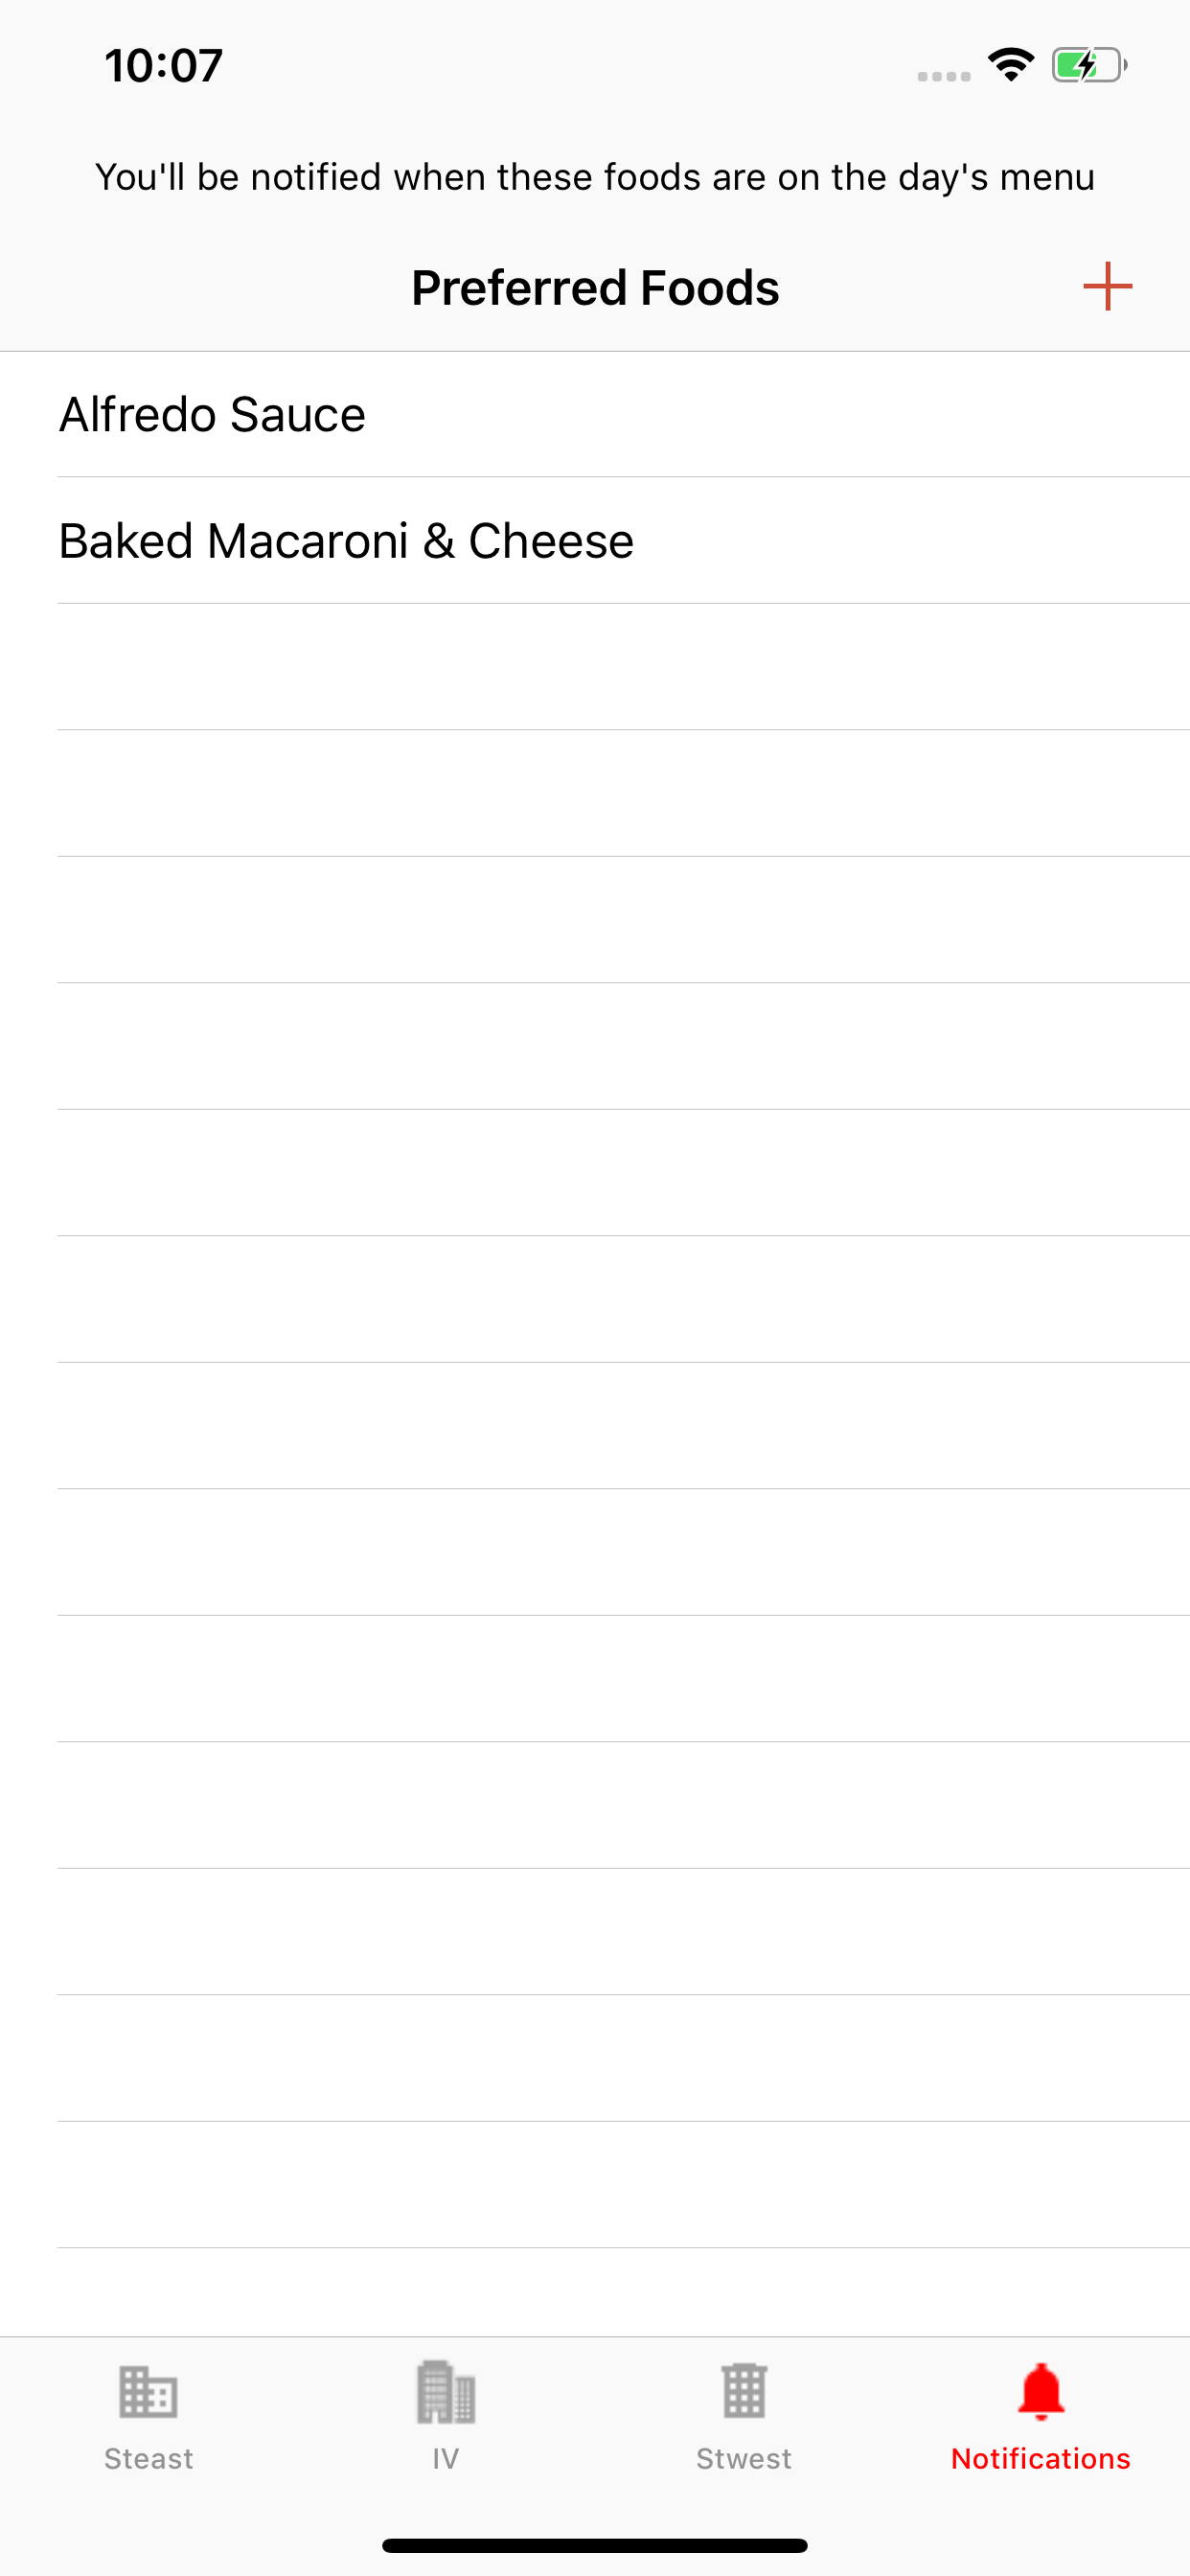 10:07
You'll be notified when these foods are on the day's menu
Preferred Foods
Alfredo Sauce
Baked Macaroni & Cheese
Steast
IV
Stwest
Notifications